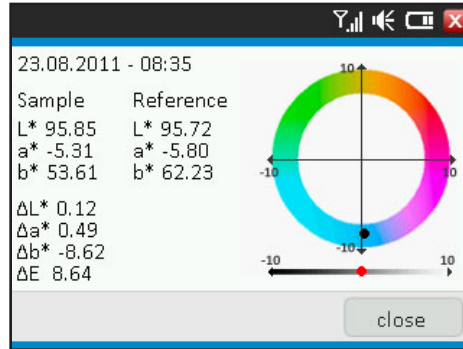 23.08.2011 - 08:35
Sample Reference
L* 95.85 L* 95.72
a* -5.31 a* -5.80
b* 53.61 b* 62.23
ΔL* 0.12
Δa* 0.49
Δb* -8.62
ΔE 8.64
10
-10 10
-10
-10 10
close